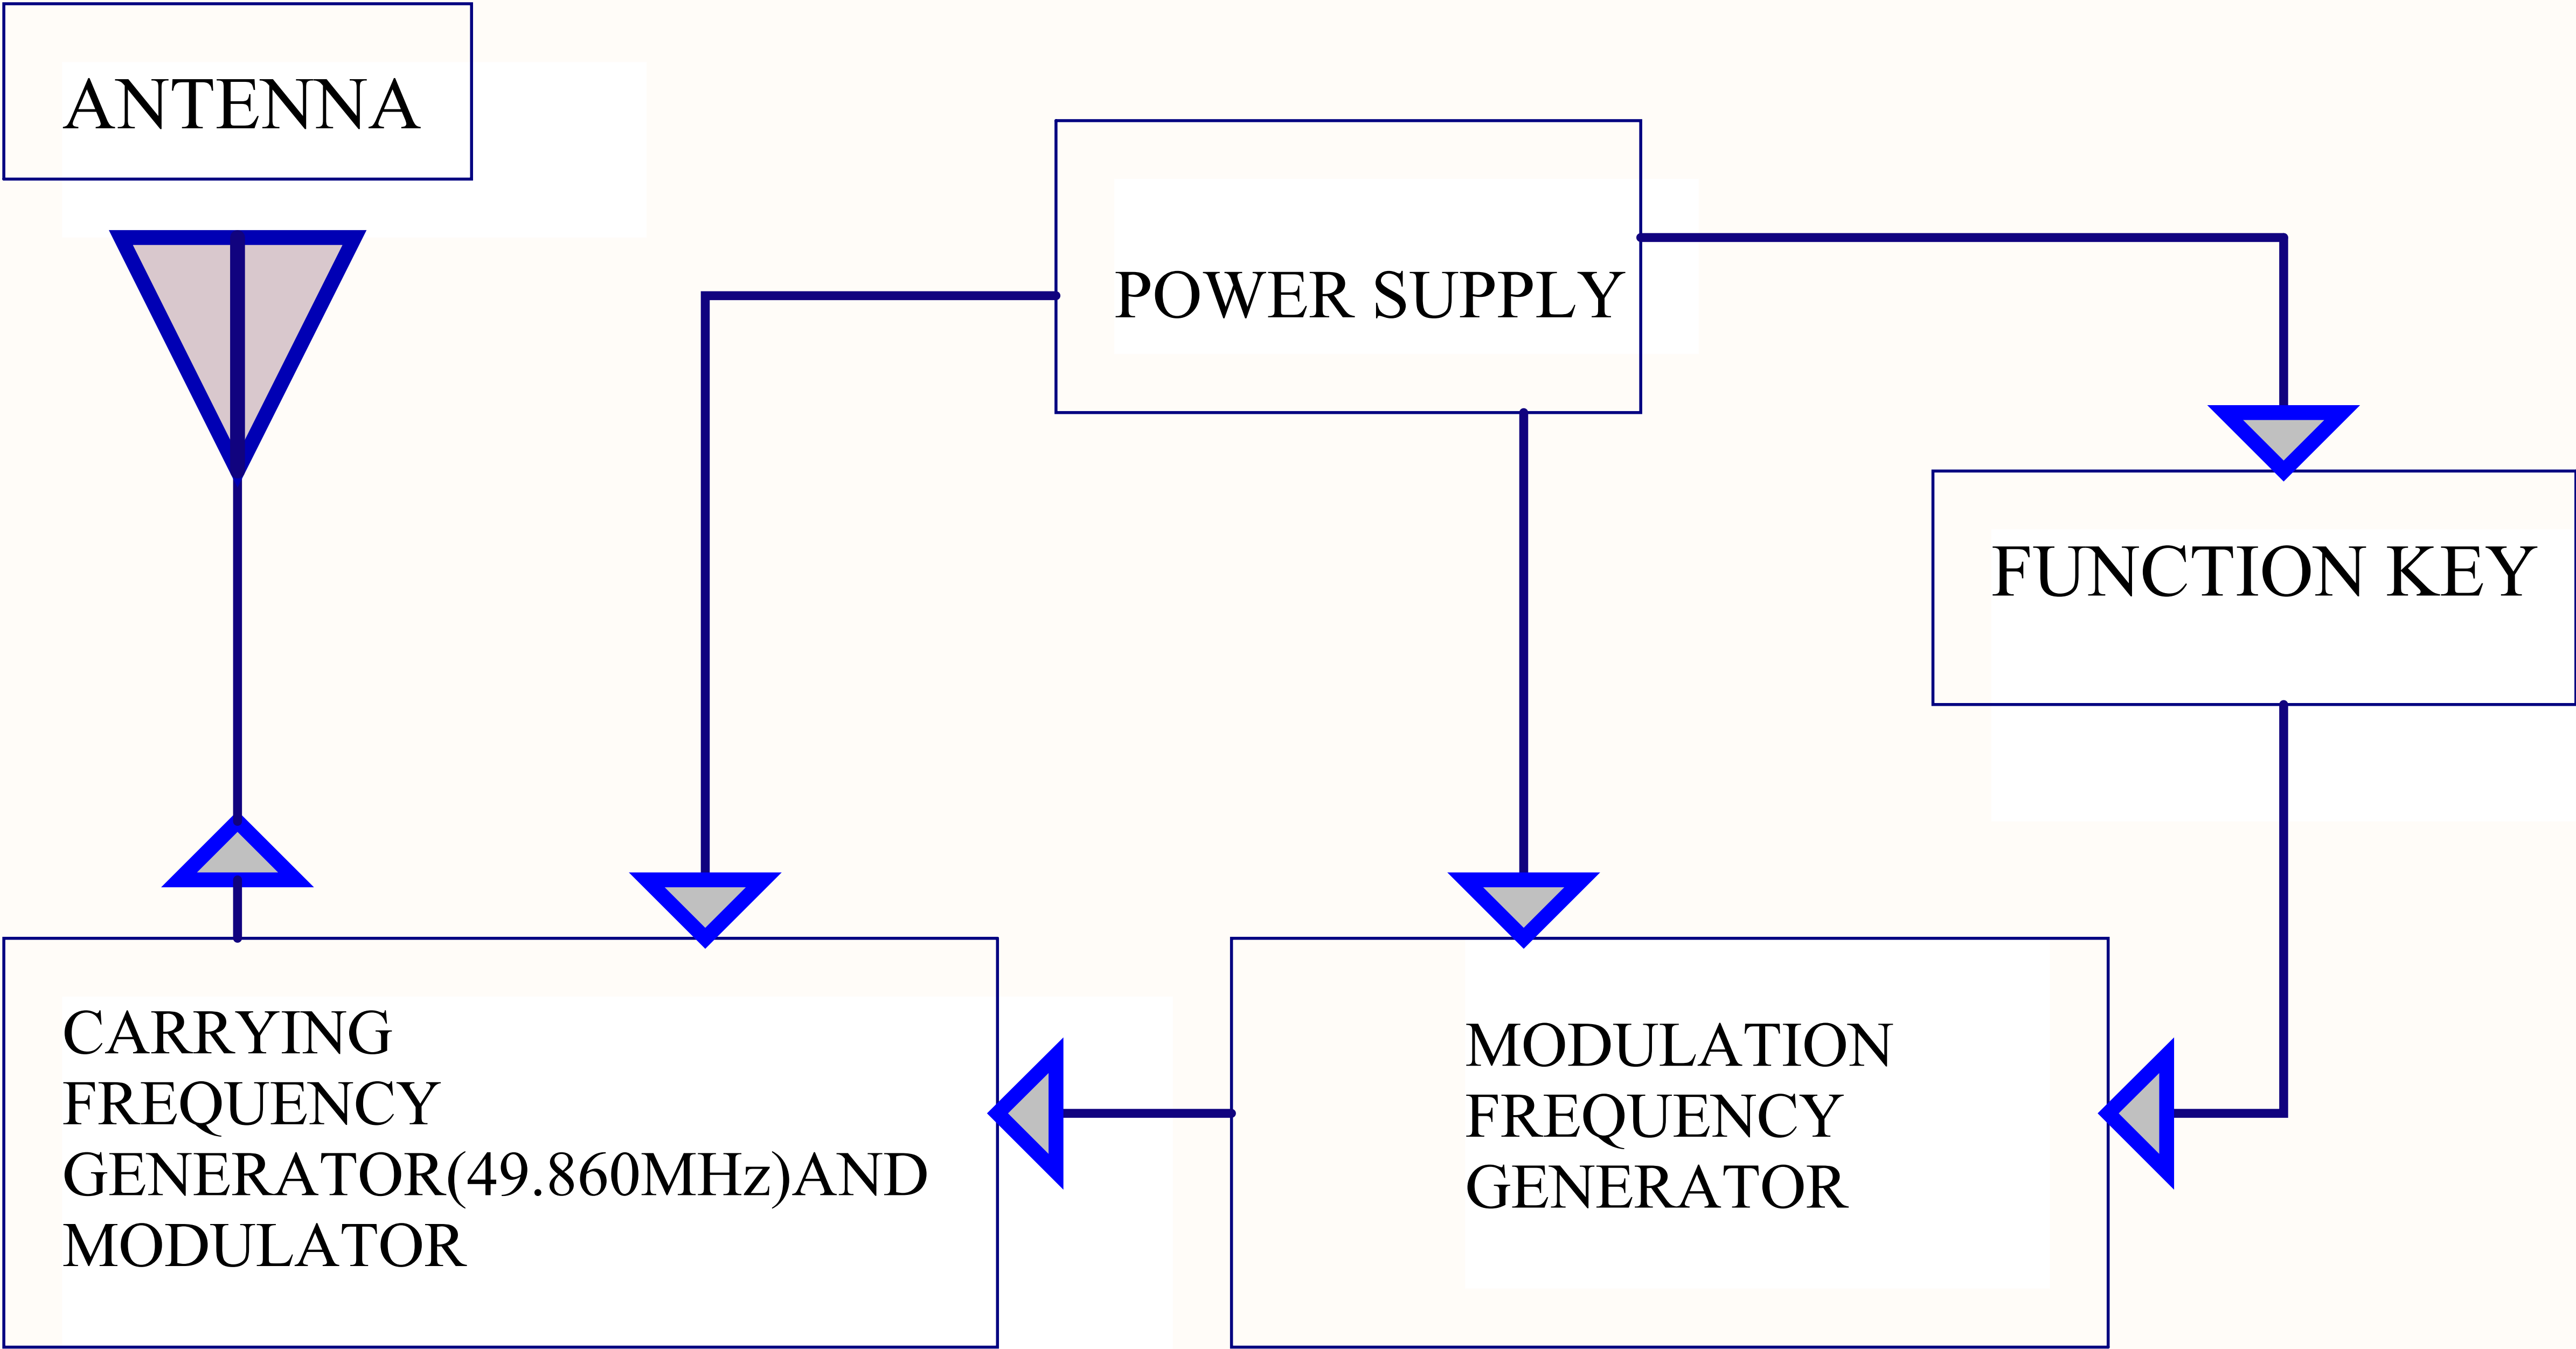 ANTENNA
POWER SUPPLY
FUNCTION KEY
CARRYING
FREQUENCY
GENERATOR(49.860MHz)AND
MODULATOR
MODULATION
FREQUENCY
GENERATOR